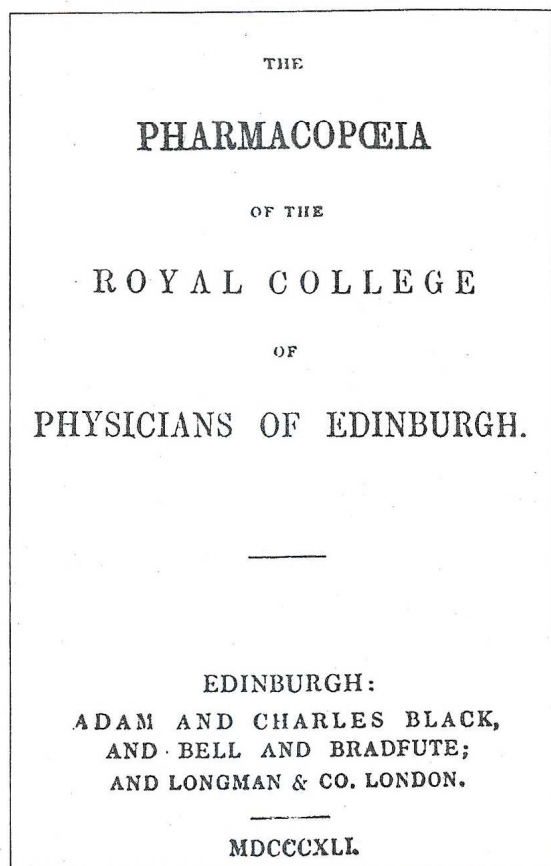 THE
PHARMACOPŒIA
OF THE
ROYAL COLLEGE
OF
PHYSICIANS OF EDINBURGH.
EDINBURGH:
ADAM AND CHARLES BLACK,
AND BELL AND BRADFUTE;
AND LONGMAN & CO. LONDON.
MDCCCXLI.